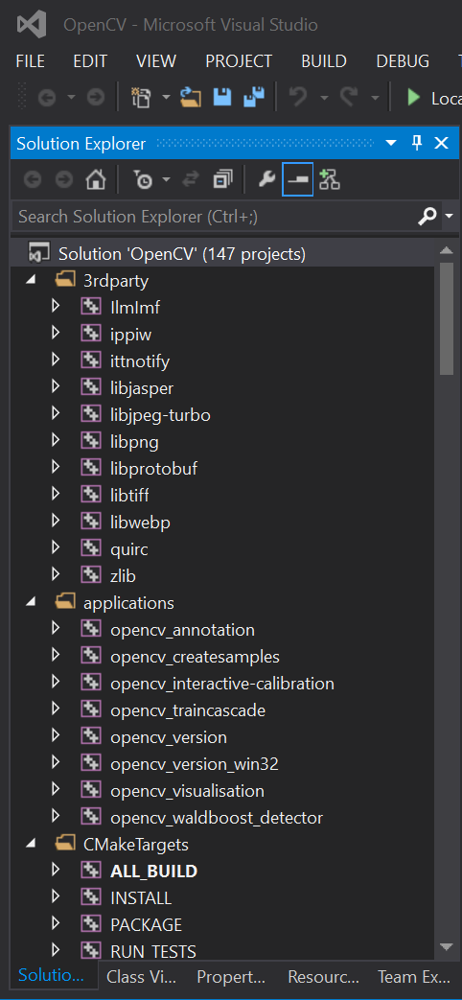 OpenCV - Microsoft Visual Studio
FILE EDIT VIEW PROJECT BUILD DEBUG
Loca
Solution Explorer
Search Solution Explorer (Ctrl+;)
Solution 'OpenCV' (147 projects)
3rdparty
IlmImf
ippiw
ittnotify
libjasper
libjpeg-turbo
libpng
libprotobuf
libtiff
libwebp
quirc
zlib
applications
opencv_annotation
opencv_createsamples
opencv_interactive-calibration
opencv_traincascade
opencv_version
opencv_version_win32
opencv_visualisation
opencv_waldboost_detector
CMakeTargets
ALL_BUILD
INSTALL
PACKAGE
RUN_TESTS
Solutio... Class Vi... Propert... Resourc... Team Ex...